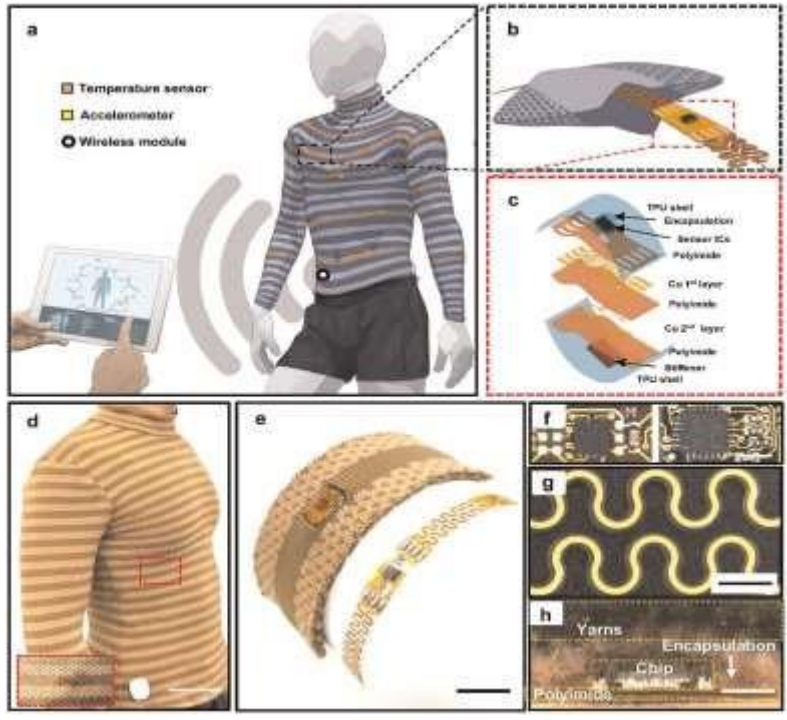 a
Temperature sensor
Accelerometer
Wireless module
b
c
TPU shell
Encapsulation
Sensor ICs
Polyimide
Cu 1st layer
Polyimide
Cu 2nd layer
Polyimide
Stiffener
TPU shell
d
e
f
g
h
Yarns
Encapsulation
Chip
Polyimide